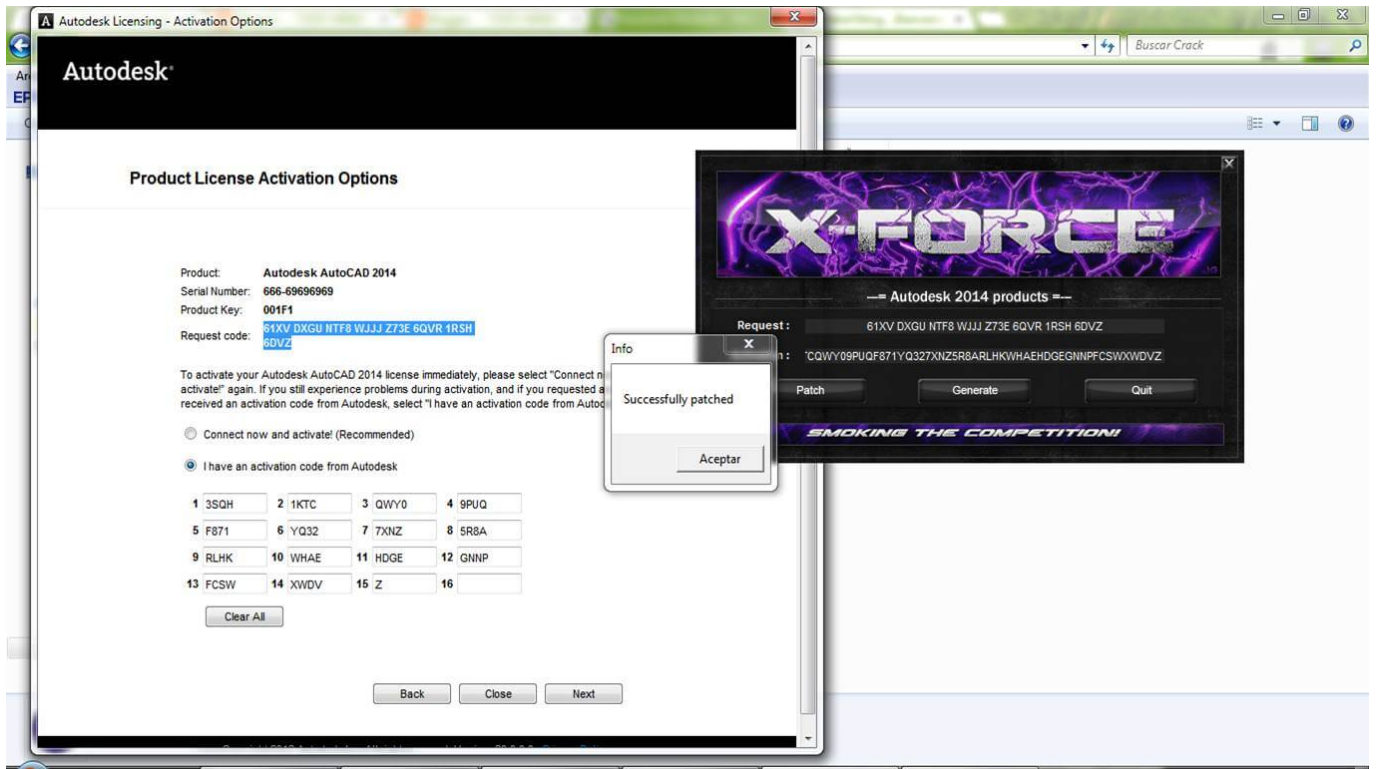 Autodesk Licensing - Activation Options
Buscar Crack
Autodesk
Product License Activation Options
Product: Autodesk AutoCAD 2014
Serial Number: 666-69696969
Product Key: 001F1
Request code: 61XV DXGU NTF8 WJJJ Z73E 6QVR 1RSH
6DVZ
To activate your Autodesk AutoCAD 2014 license immediately, please select "Connect
activate!" again. If you still experience problems during activation, and if you requested
received an activation code from Autodesk, select "I have an activation code from
Connect now and activate! (Recommended)
I have an activation code from Autodesk
1 3SQH 2 1KTC 3 QWY0 4 9PUQ
5 F871 6 YQ32 7 7XNZ 8 5R8A
9 RLHK 10 WHAE 11 HDGE 12 GNNP
13 FCSW 14 XWDV 15 Z 16
Clear All
Back Close Next
X-FORCE
--= Autodesk 2014 products =--
Request: 61XV DXGU NTF8 WJJJ Z73E 6QVR 1RSH 6DVZ
CQWY09PUQF871YQ327XNZ5R8ARLHKWHAEHDGEGNNPFCSWXWDVZ
Patch Generate Quit
SMOKING THE COMPETITION!
Info
Successfully patched
Aceptar